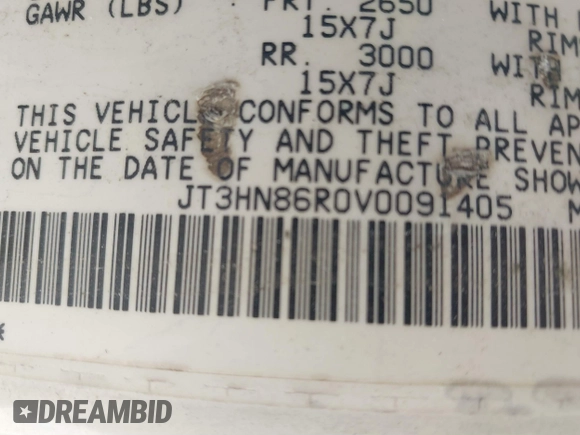 GAWR (LBS) : FRT. 2650 WITH
15X7J RIM
RR. 3000 WITH
15X7J RIM
THIS VEHICLE CONFORMS TO ALL AP
VEHICLE SAFETY AND THEFT PREVEN
ON THE DATE OF MANUFACTURE SHOW
JT3HN86R0V0091405 M
*
DREAMBID